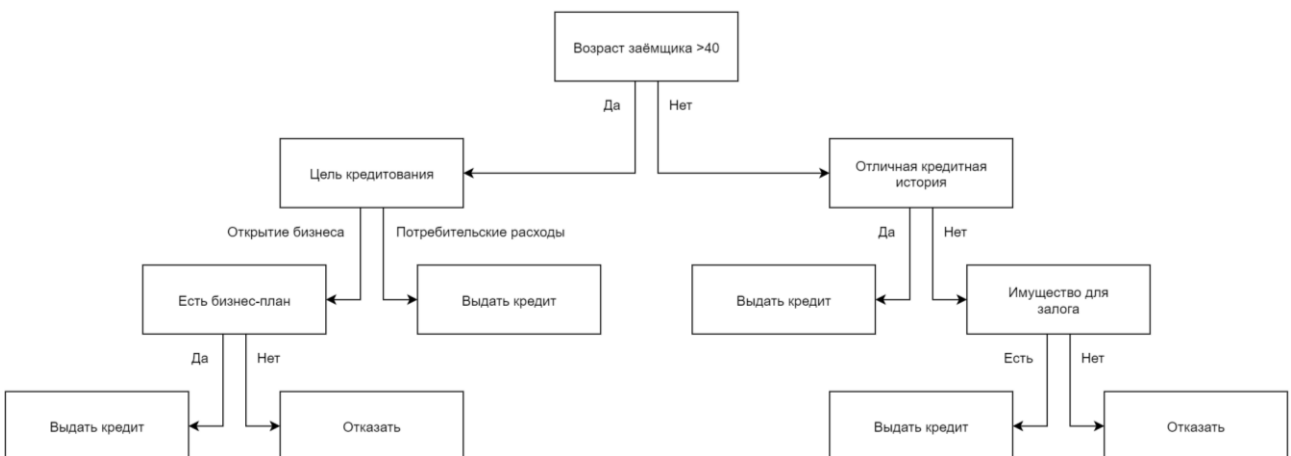 Возраст заёмщика >40
Да
Нет
Цель кредитования
Отличная кредитная
история
Открытие бизнеса
Потребительские расходы
Да
Нет
Есть бизнес-план
Выдать кредит
Выдать кредит
Имущество для
залога
Да
Нет
Есть
Нет
Выдать кредит
Отказать
Выдать кредит
Отказать